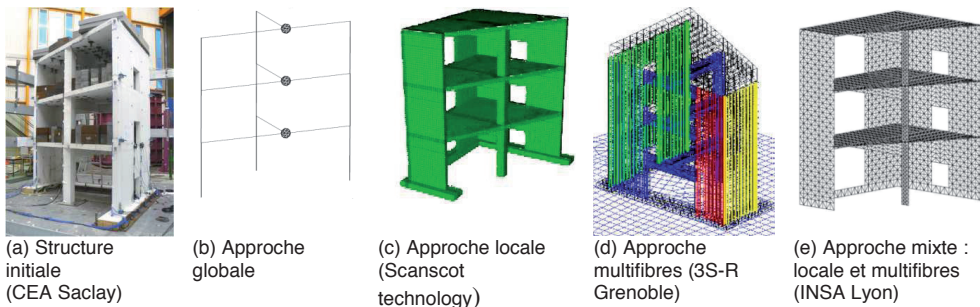 (a) Structure
initiale
(CEA Saclay)
(b) Approche
globale
(c) Approche locale
(Scanscot
technology)
(d) Approche
multifibres (3S-R
Grenoble)
(e) Approche mixte :
locale et multifibres
(INSA Lyon)